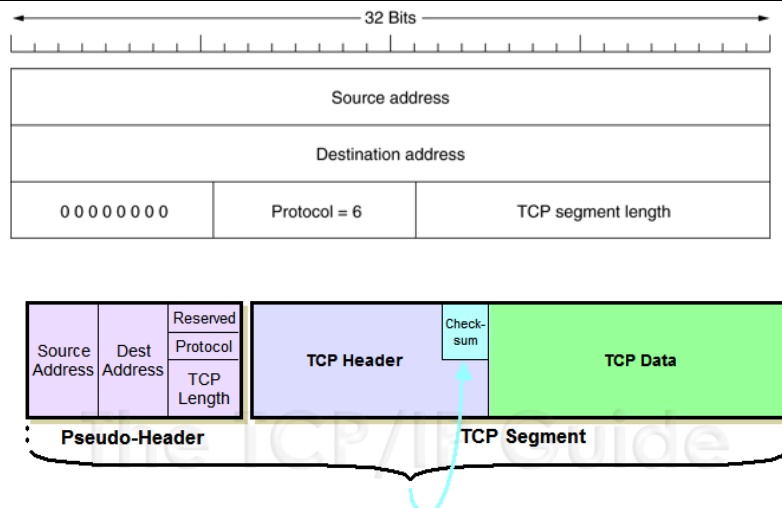 32 Bits
Source address
Destination address
0 0 0 0 0 0 0 0
Protocol = 6
TCP segment length
Source
Address
Dest
Address
Reserved
Protocol
TCP
Length
TCP Header
Check-
sum
TCP Data
Pseudo-Header
TCP Segment
The TCP/IP Guide